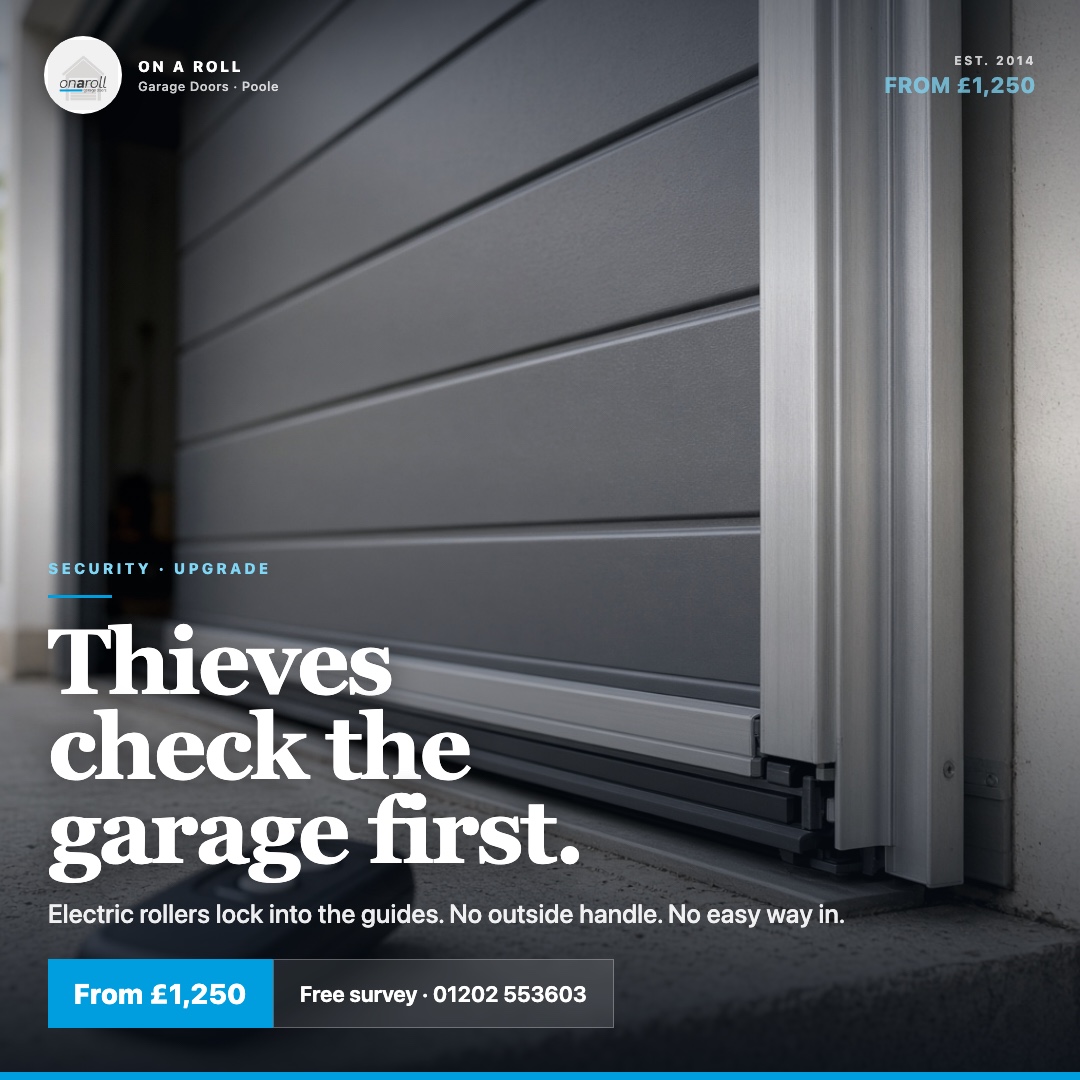 onaroll
ON A ROLL
Garage Doors · Poole
EST. 2014
FROM £1,250
SECURITY · UPGRADE
Thieves
check the
garage first.
Electric rollers lock into the guides. No outside handle. No easy way in.
From £1,250
Free survey · 01202 553603